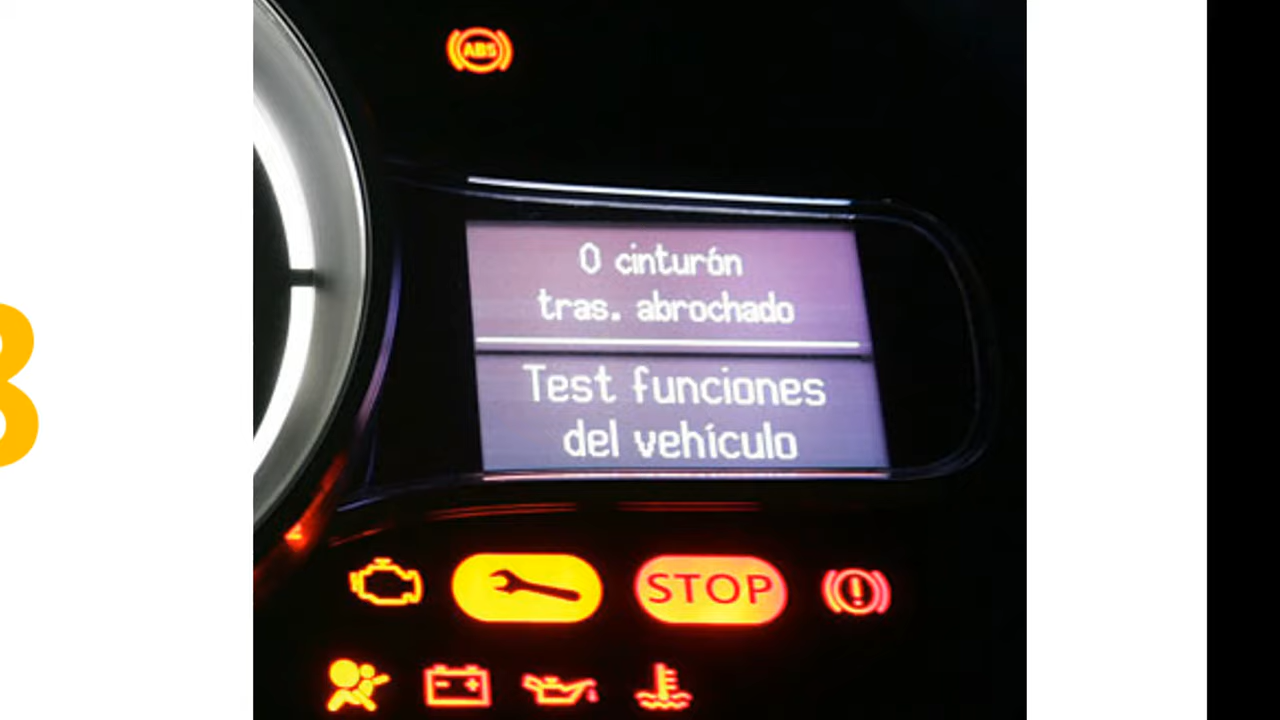 ABS
0 cinturón
tras. abrochado
Test funciones
del vehículo
STOP